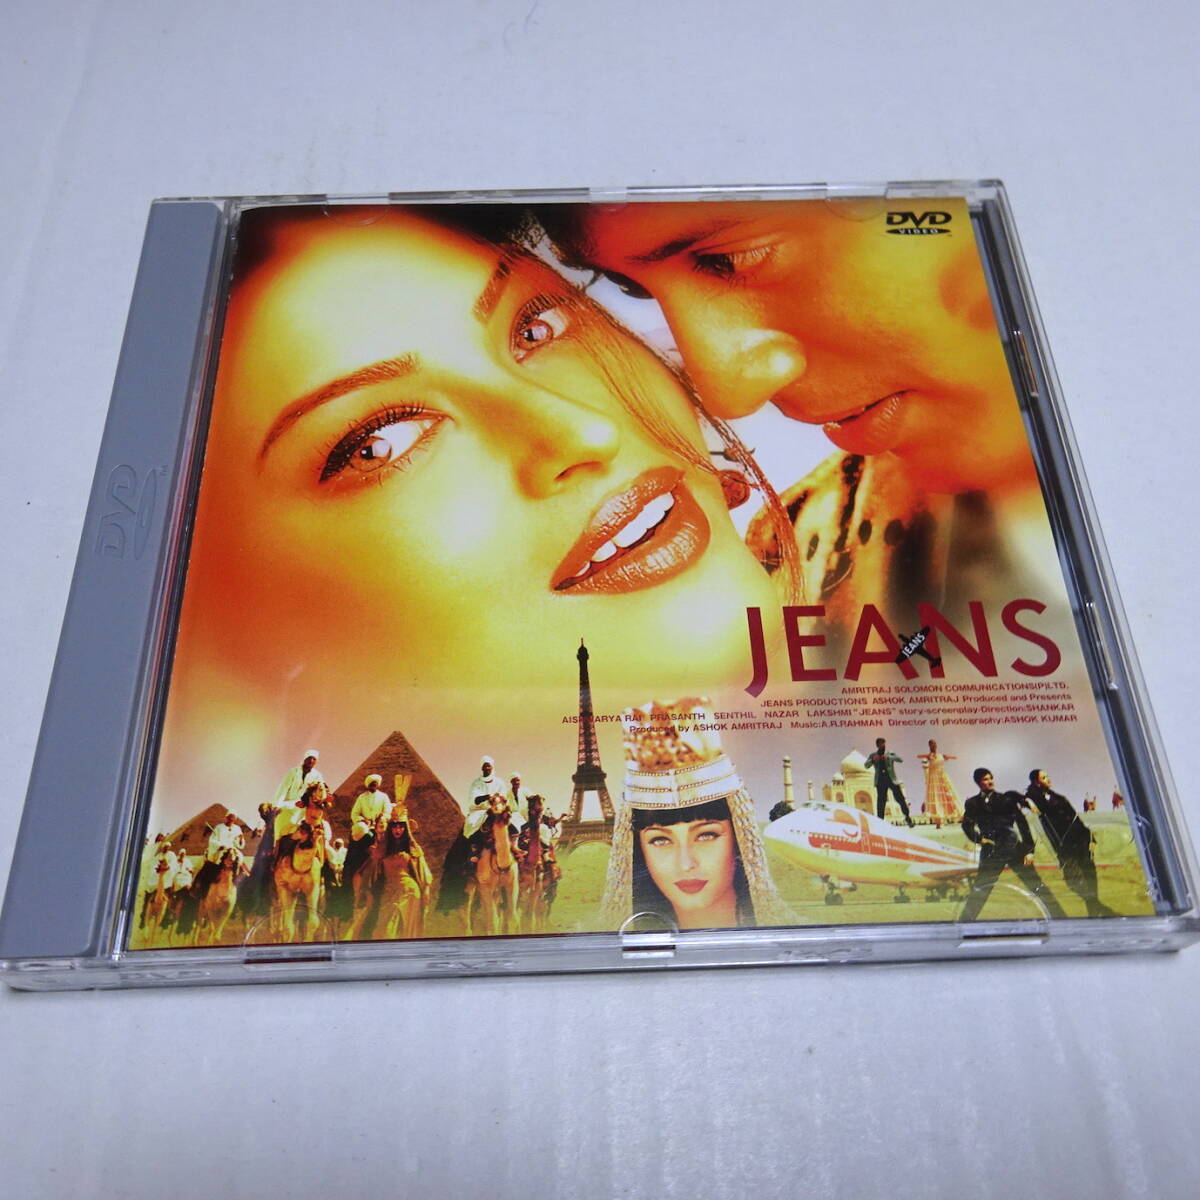 DVD
VIDEO
DVD
JEANS
JEANS
AMRITRAJ SOLOMON COMMUNICATIONS(P)LTD.
JEANS PRODUCTIONS ASHOK AMRITRAJ Produced and Presents
AISHWARYA RAI PRASANTH SENTHIL NAZAR LAKSHMI "JEANS" story-screenplay-Direction:SHANKAR
Produced by ASHOK AMRITRAJ Music:A.R.RAHMAN Director of photography:ASHOK KUMAR